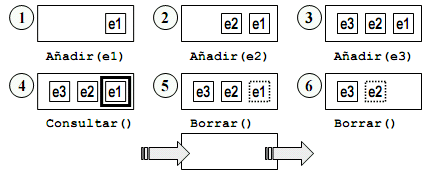 1 e1 2 e2 e1 3 e3 e2 e1
Añadir(e1) Añadir(e2) Añadir(e3)
4 e3 e2 e1 5 e3 e2 e1 6 e3 e2
Consultar() Borrar() Borrar()